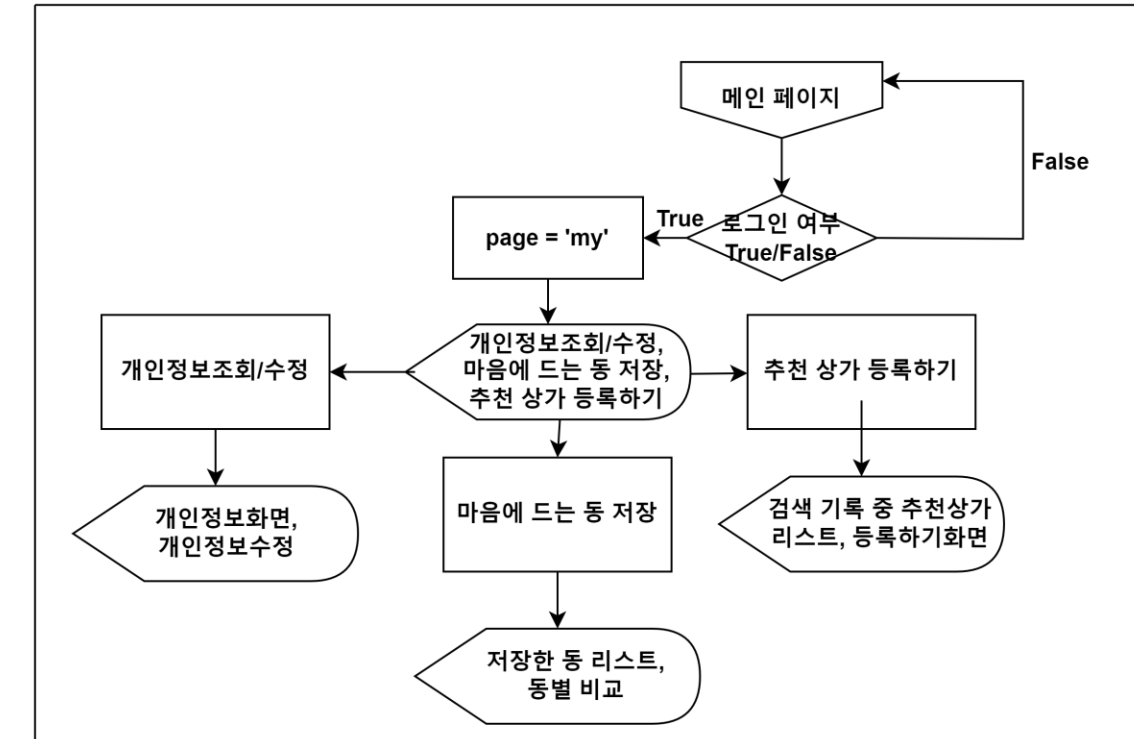 메인 페이지
False
True
로그인 여부
True/False
page = 'my'
개인정보조회/수정
개인정보조회/수정,
마음에 드는 동 저장,
추천 상가 등록하기
추천 상가 등록하기
개인정보화면,
개인정보수정
마음에 드는 동 저장
검색 기록 중 추천상가
리스트, 등록하기화면
저장한 동 리스트,
동별 비교